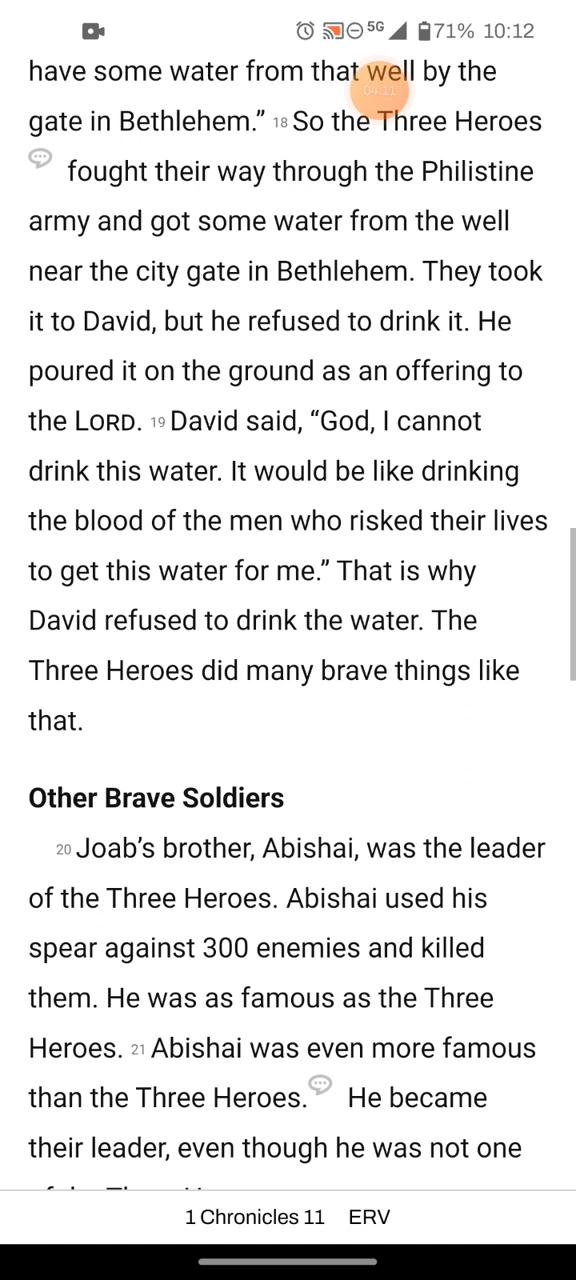 5G 71% 10:12
04:11
have some water from that well by the
gate in Bethlehem.” 18 So the Three Heroes
fought their way through the Philistine
army and got some water from the well
near the city gate in Bethlehem. They took
it to David, but he refused to drink it. He
poured it on the ground as an offering to
the LORD. 19 David said, “God, I cannot
drink this water. It would be like drinking
the blood of the men who risked their lives
to get this water for me.” That is why
David refused to drink the water. The
Three Heroes did many brave things like
that.
Other Brave Soldiers
20 Joab’s brother, Abishai, was the leader
of the Three Heroes. Abishai used his
spear against 300 enemies and killed
them. He was as famous as the Three
Heroes. 21 Abishai was even more famous
than the Three Heroes. He became
their leader, even though he was not one
1 Chronicles 11 ERV